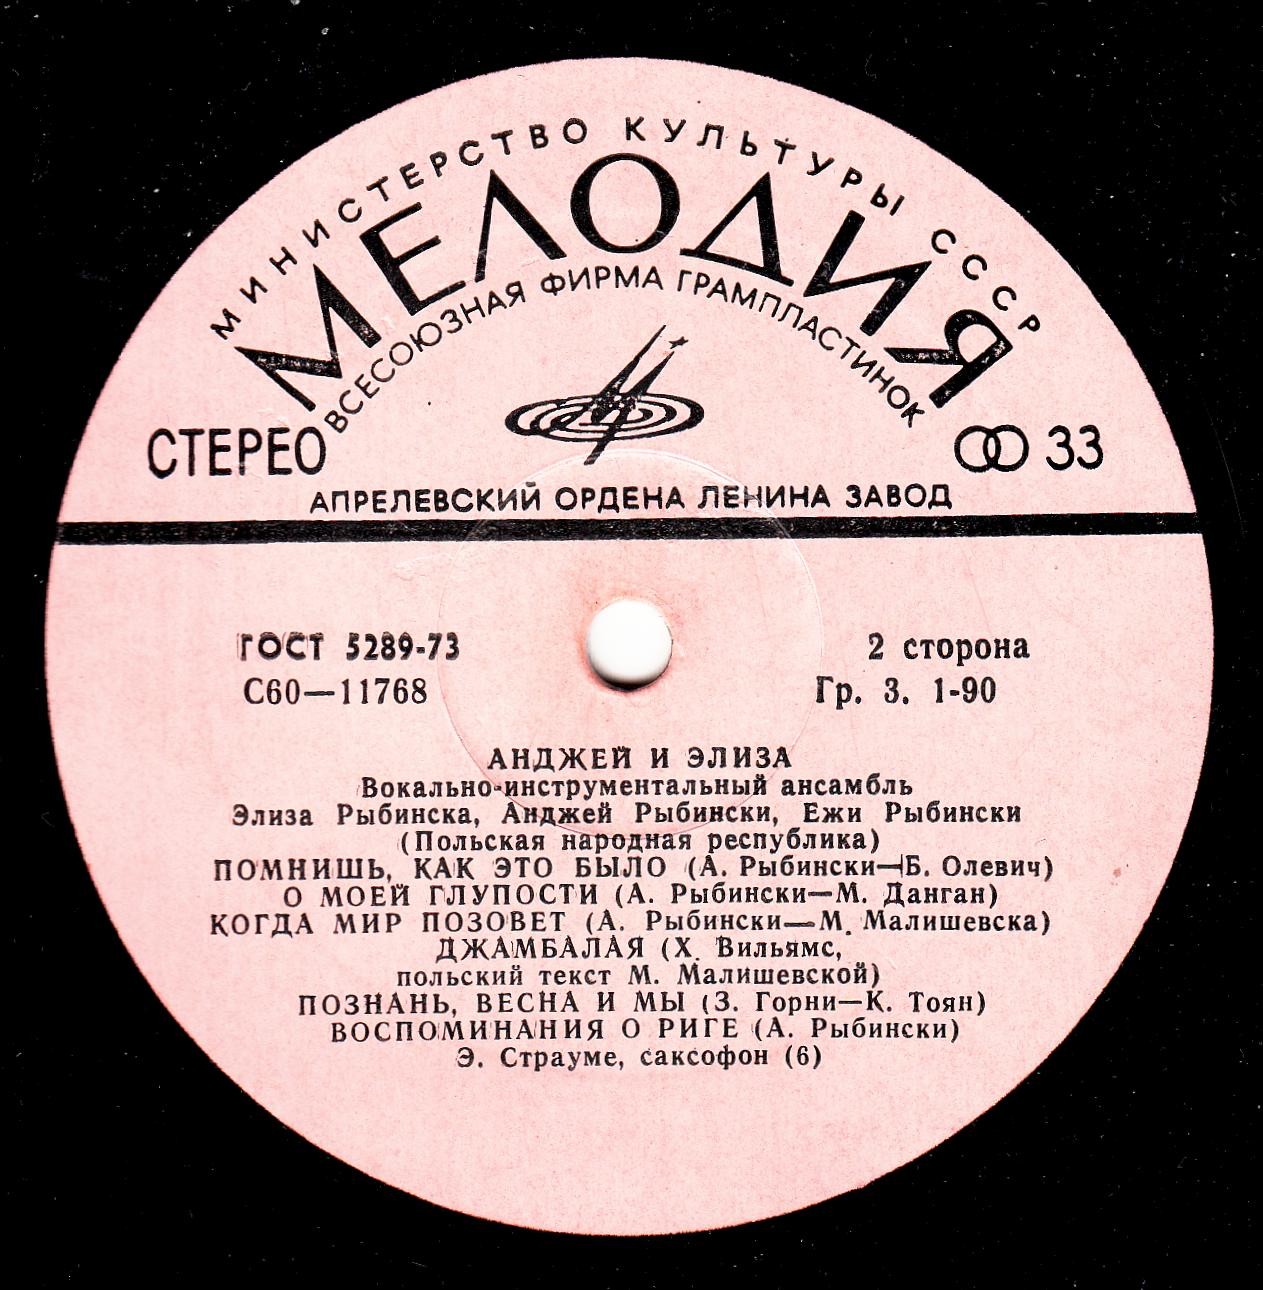 МИНИСТЕРСТВО КУЛЬТУРЫ СССР
МЕЛОДИЯ
ВСЕСОЮЗНАЯ ФИРМА ГРАМПЛАСТИНОК
СТЕРЕО 33
АПРЕЛЕВСКИЙ ОРДЕНА ЛЕНИНА ЗАВОД
ГОСТ 5289-73 2 сторона
С60—11768 Гр. 3. 1-90
АНДЖЕЙ И ЭЛИЗА
Вокально-инструментальный ансамбль
Элиза Рыбинска, Анджей Рыбински, Ежи Рыбински
(Польская народная республика)
ПОМНИШЬ, КАК ЭТО БЫЛО (А. Рыбински—Б. Олевич)
О МОЕЙ ГЛУПОСТИ (А. Рыбински—М. Данган)
КОГДА МИР ПОЗОВЕТ (А. Рыбински—М. Малишевска)
ДЖАМБАЛАЯ (Х. Вильямс,
польский текст М. Малишевской)
ПОЗНАНЬ, ВЕСНА И МЫ (З. Горни—К. Тоян)
ВОСПОМИНАНИЯ О РИГЕ (А. Рыбински)
Э. Страуме, саксофон (6)